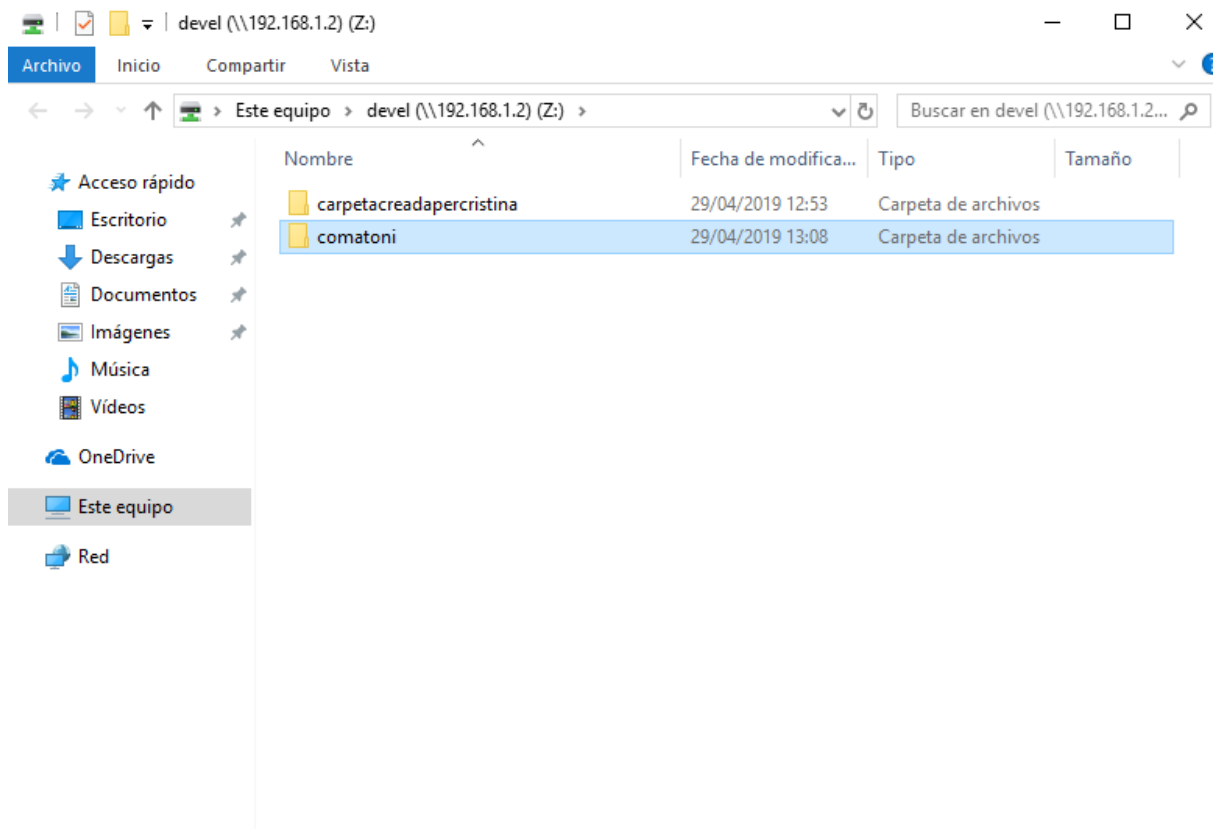 devel (\\192.168.1.2) (Z:)
Archivo Inicio Compartir Vista
Este equipo > devel (\\192.168.1.2) (Z:) > Buscar en devel (\\192.168.1.2...
Nombre Fecha de modifica... Tipo Tamaño
carpetacreadapercristina 29/04/2019 12:53 Carpeta de archivos
comatoni 29/04/2019 13:08 Carpeta de archivos
Acceso rápido
Escritorio
Descargas
Documentos
Imágenes
Música
Vídeos
OneDrive
Este equipo
Red